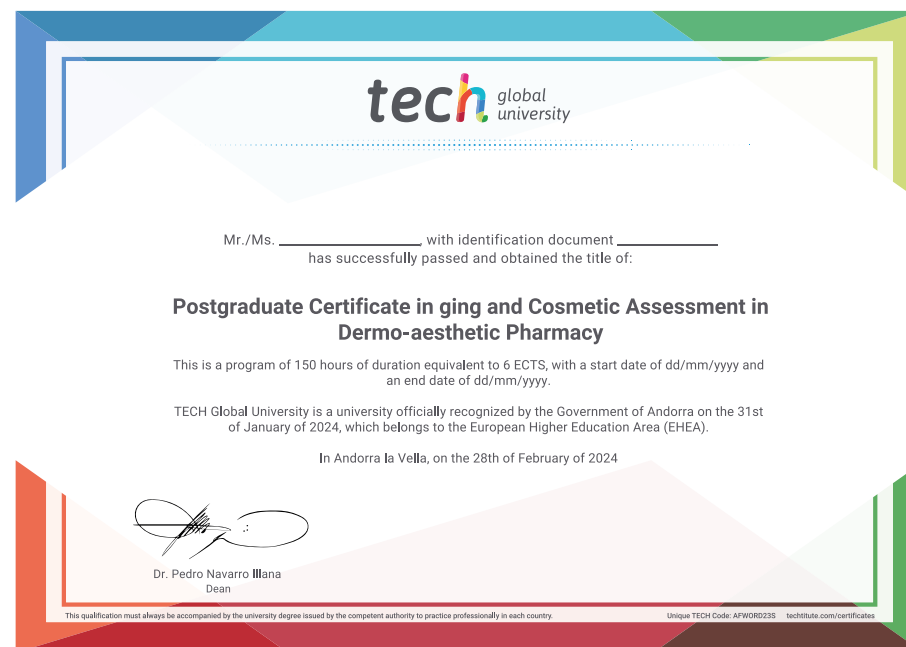 tech global
university
Mr./Ms. ____________, with identification document ____________
has successfully passed and obtained the title of:
Postgraduate Certificate in ging and Cosmetic Assessment in
Dermo-aesthetic Pharmacy
This is a program of 150 hours of duration equivalent to 6 ECTS, with a start date of dd/mm/yyyy and
an end date of dd/mm/yyyy.
TECH Global University is a university officially recognized by the Government of Andorra on the 31st
of January of 2024, which belongs to the European Higher Education Area (EHEA).
In Andorra la Vella, on the 28th of February of 2024
Dr. Pedro Navarro Illana
Dean
This qualification must always be accompanied by the university degree issued by the competent authority to practice professionally in each country.
Unique TECH Code: AFWORD23S techtitute.com/certificates